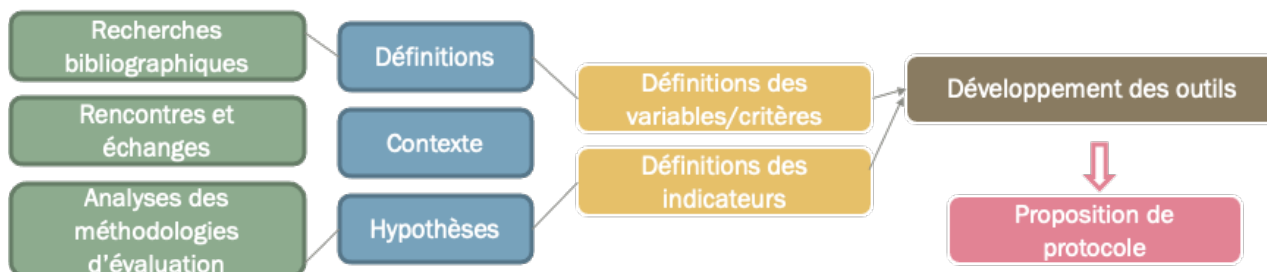 Recherches
bibliographiques
Rencontres et
échanges
Analyses des
méthodologies
d'évaluation
Définitions
Contexte
Hypothèses
Définitions des
variables/critères
Définitions des
indicateurs
Développement des outils
Proposition de
protocole